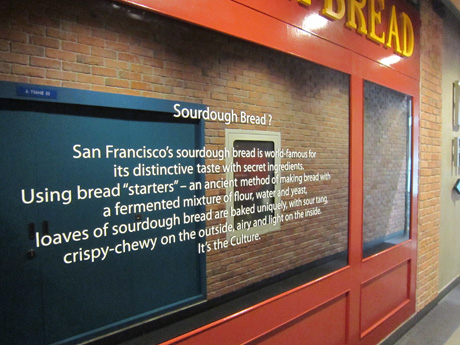 BREAD
Sourdough Bread ?
San Francisco's sourdough bread is world-famous for
its distinctive taste with secret ingredients.
Using bread "starters" – an ancient method of making bread with
a fermented mixture of flour, water and yeast,
loaves of sourdough bread are baked uniquely, with sour tang,
crispy-chewy on the outside, airy and light on the inside.
It's the Culture.